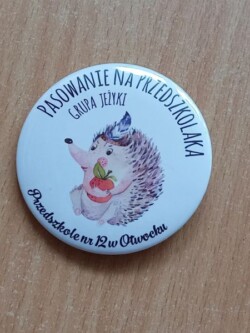 PASOWANIE NA PRZEDSZKOLAKA
GRUPA JEŻYKI
Przedszkole nr 12 w Otwocku